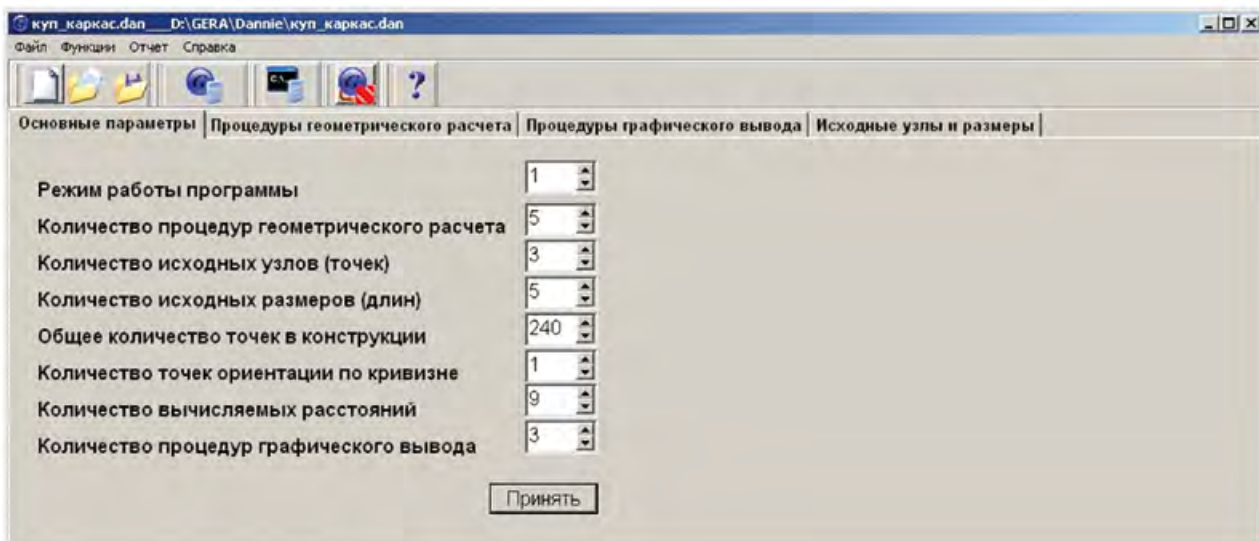 куп_каркас.dan___D:\GERA\Dannie\куп_каркас.dan
Файл Функции Отчет Справка
C:\
Основные параметры Процедуры геометрического расчета Процедуры графического вывода Исходные узлы и размеры
Режим работы программы 1
Количество процедур геометрического расчета 5
Количество исходных узлов (точек) 3
Количество исходных размеров (длин) 5
Общее количество точек в конструкции 240
Количество точек ориентации по кривизне 1
Количество вычисляемых расстояний 9
Количество процедур графического вывода 3
Принять